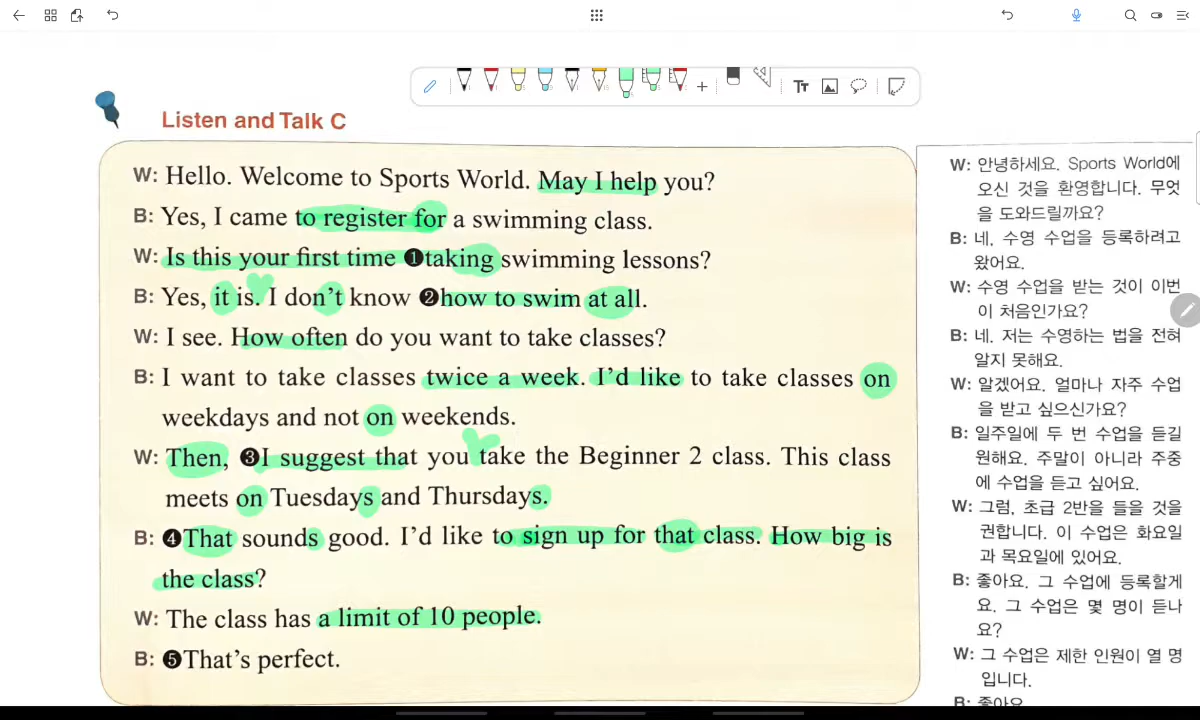 Listen and Talk C
W: Hello. Welcome to Sports World. May I help you?
B: Yes, I came to register for a swimming class.
W: Is this your first time ❶taking swimming lessons?
B: Yes, it is. I don't know ❷how to swim at all.
W: I see. How often do you want to take classes?
B: I want to take classes twice a week. I'd like to take classes on
weekdays and not on weekends.
W: Then, ❸I suggest that you take the Beginner 2 class. This class
meets on Tuesdays and Thursdays.
B: ❹That sounds good. I'd like to sign up for that class. How big is
the class?
W: The class has a limit of 10 people.
B: ❺That's perfect.
W: 안녕하세요. Sports World에
오신 것을 환영합니다. 무엇
을 도와드릴까요?
B: 네, 수영 수업을 등록하려고
왔어요.
W: 수영 수업을 받는 것이 이번
이 처음인가요?
B: 네. 저는 수영하는 법을 전혀
알지 못해요.
W: 알겠어요. 얼마나 자주 수업
을 받고 싶으신가요?
B: 일주일에 두 번 수업을 듣길
원해요. 주말이 아니라 주중
에 수업을 듣고 싶어요.
W: 그럼, 초급 2반을 들을 것을
권합니다. 이 수업은 화요일
과 목요일에 있어요.
B: 좋아요. 그 수업에 등록할게
요. 그 수업은 몇 명이 듣나
요?
W: 그 수업은 제한 인원이 열 명
입니다.
B: 좋아요